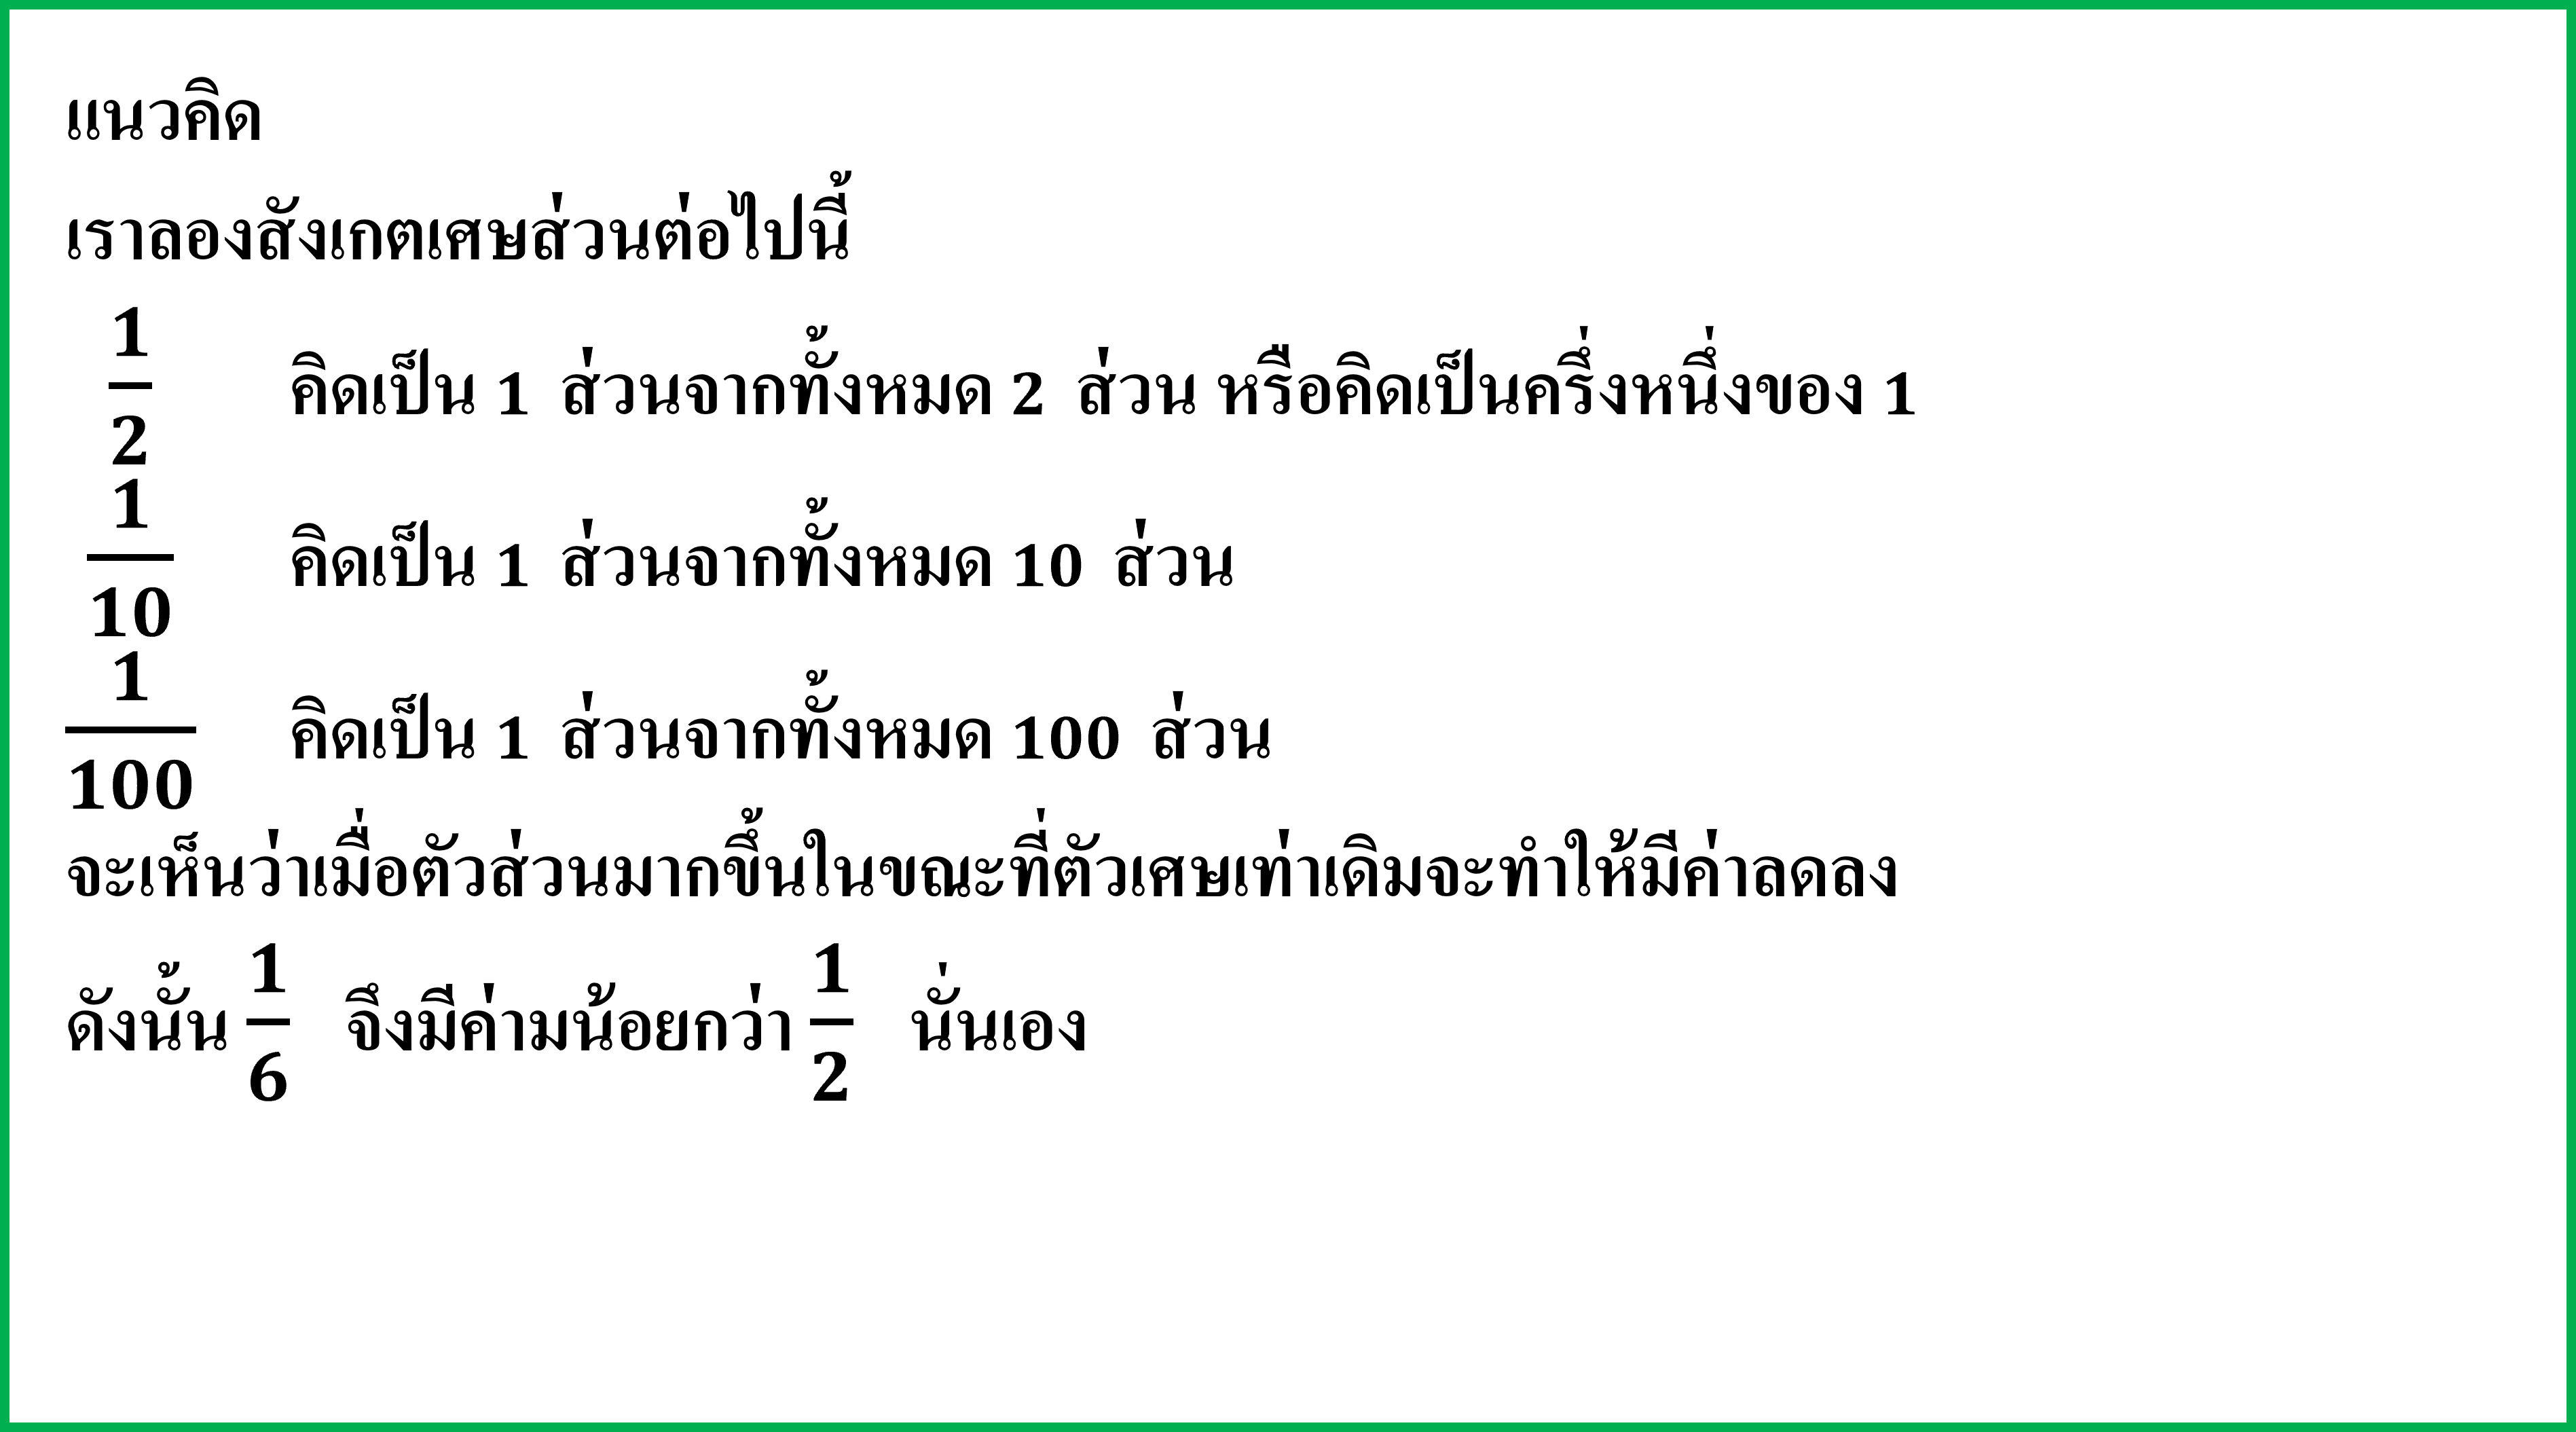 แนวคิด
เราลองสังเกตเศษส่วนต่อไปนี้
1/2 คิดเป็น 1 ส่วนจากทั้งหมด 2 ส่วน หรือคิดเป็นครึ่งหนึ่งของ 1
1/10 คิดเป็น 1 ส่วนจากทั้งหมด 10 ส่วน
1/100 คิดเป็น 1 ส่วนจากทั้งหมด 100 ส่วน
จะเห็นว่าเมื่อตัวส่วนมากขึ้นในขณะที่ตัวเศษเท่าเดิมจะทำให้มีค่าลดลง
ดังนั้น 1/6 จึงมีค่ามน้อยกว่า 1/2 นั่นเอง